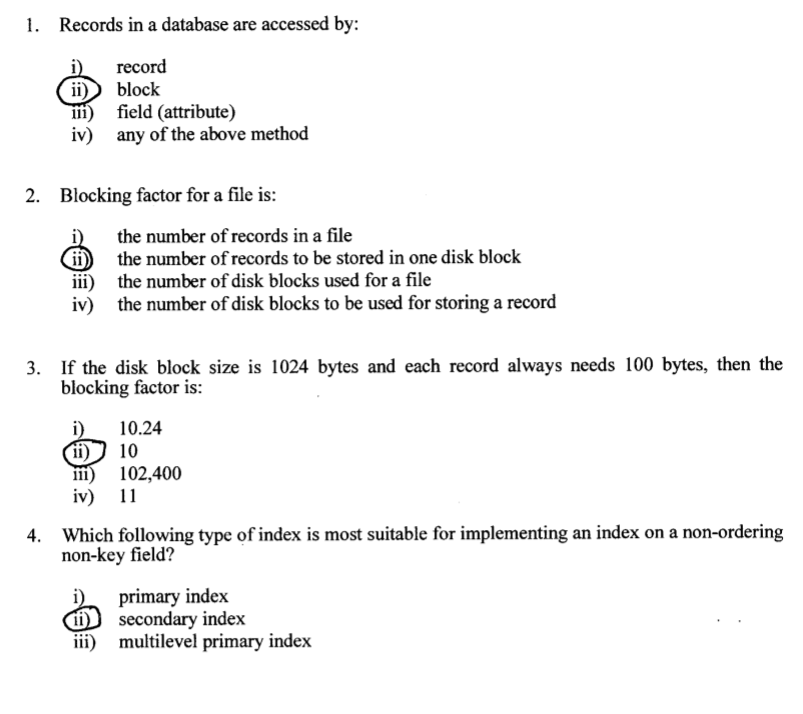 1. Records in a database are accessed by:
i) record
ii) block
iii) field (attribute)
iv) any of the above method
2. Blocking factor for a file is:
i) the number of records in a file
ii) the number of records to be stored in one disk block
iii) the number of disk blocks used for a file
iv) the number of disk blocks to be used for storing a record
3. If the disk block size is 1024 bytes and each record always needs 100 bytes, then the
blocking factor is:
i) 10.24
ii) 10
iii) 102,400
iv) 11
4. Which following type of index is most suitable for implementing an index on a non-ordering
non-key field?
i) primary index
ii) secondary index
iii) multilevel primary index